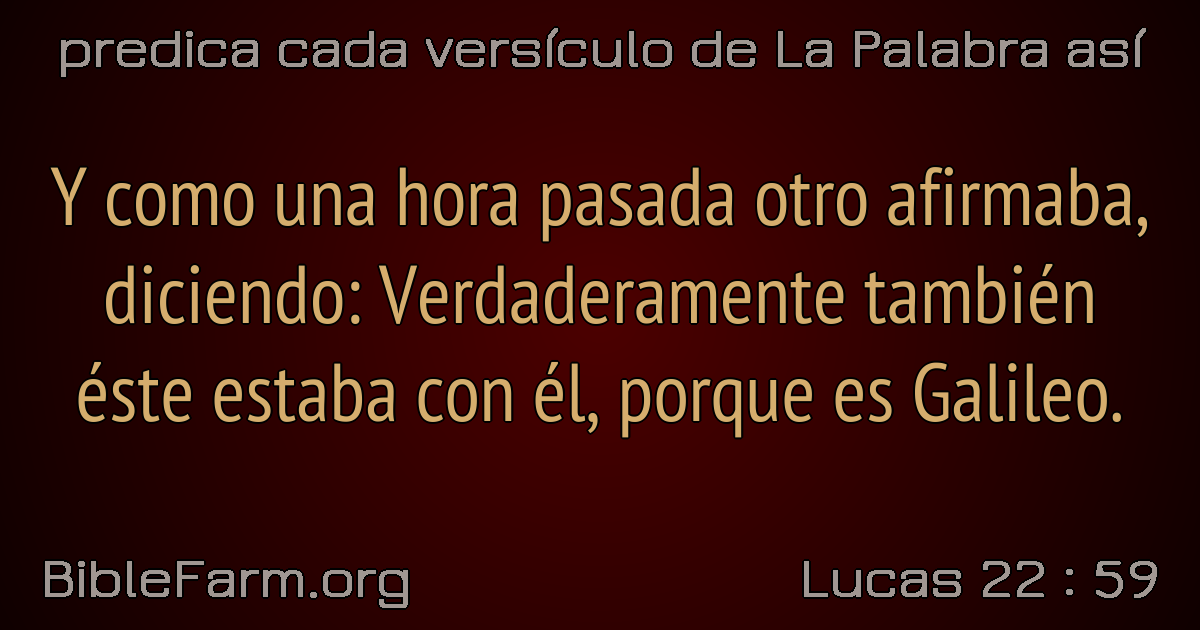 predica cada versículo de La Palabra así
Y como una hora pasada otro afirmaba,
diciendo: Verdaderamente también
éste estaba con él, porque es Galileo.
BibleFarm.org
Lucas 22 : 59